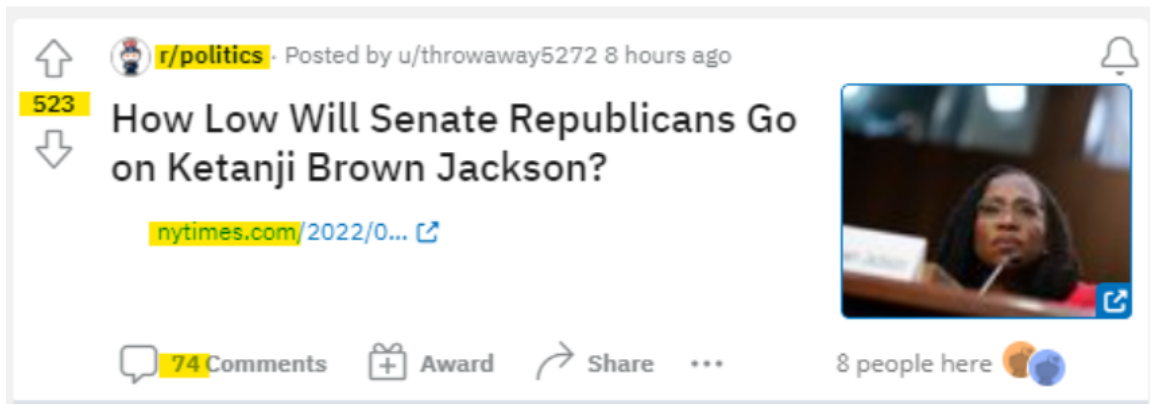 r/politics · Posted by u/throwaway5272 8 hours ago
523
How Low Will Senate Republicans Go
on Ketanji Brown Jackson?
nytimes.com/2022/0...
74 Comments Award Share ... 8 people here